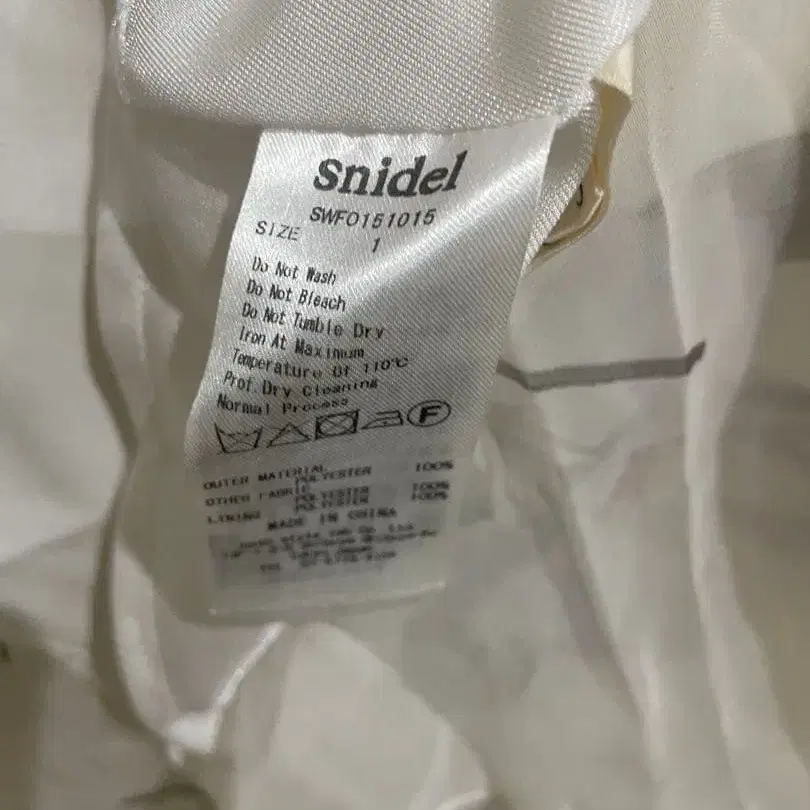 Snidel
SWFO151015
SIZE 1
Do Not Wash
Do Not Bleach
Do Not Tumble Dry
Iron At Maximum
Temperature Of 110℃
Prof.Dry Cleaning
Normal Process
F
OUTER MATERIAL
POLYESTER 100%
OTHER FABRIC
POLYESTER 100%
LINING POLYESTER 100%
MADE IN CHINA
TEL